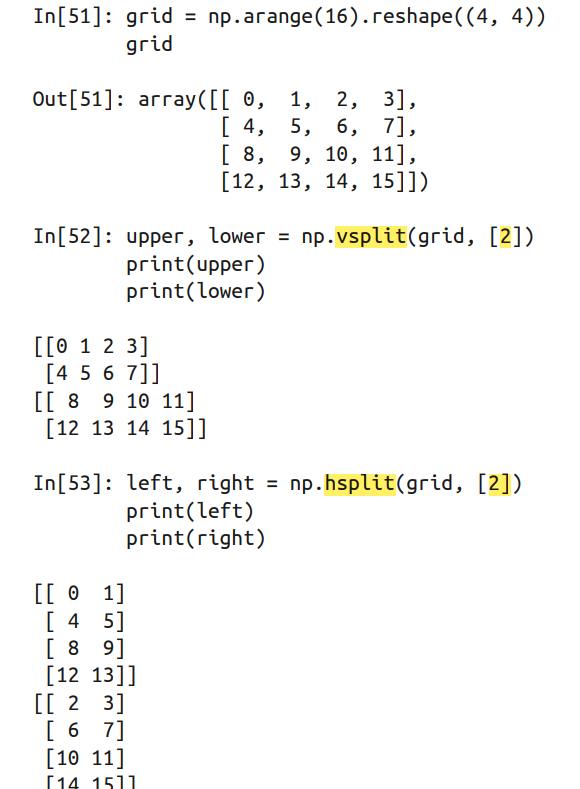 In[51]: grid = np.arange(16).reshape((4, 4))
        grid
Out[51]: array([[ 0,  1,  2,  3],
                [ 4,  5,  6,  7],
                [ 8,  9, 10, 11],
                [12, 13, 14, 15]])
In[52]: upper, lower = np.vsplit(grid, [2])
        print(upper)
        print(lower)
[[0 1 2 3]
 [4 5 6 7]]
[[ 8  9 10 11]
 [12 13 14 15]]
In[53]: left, right = np.hsplit(grid, [2])
        print(left)
        print(right)
[[ 0  1]
 [ 4  5]
 [ 8  9]
 [12 13]]
[[ 2  3]
 [ 6  7]
 [10 11]
 [14 15]]